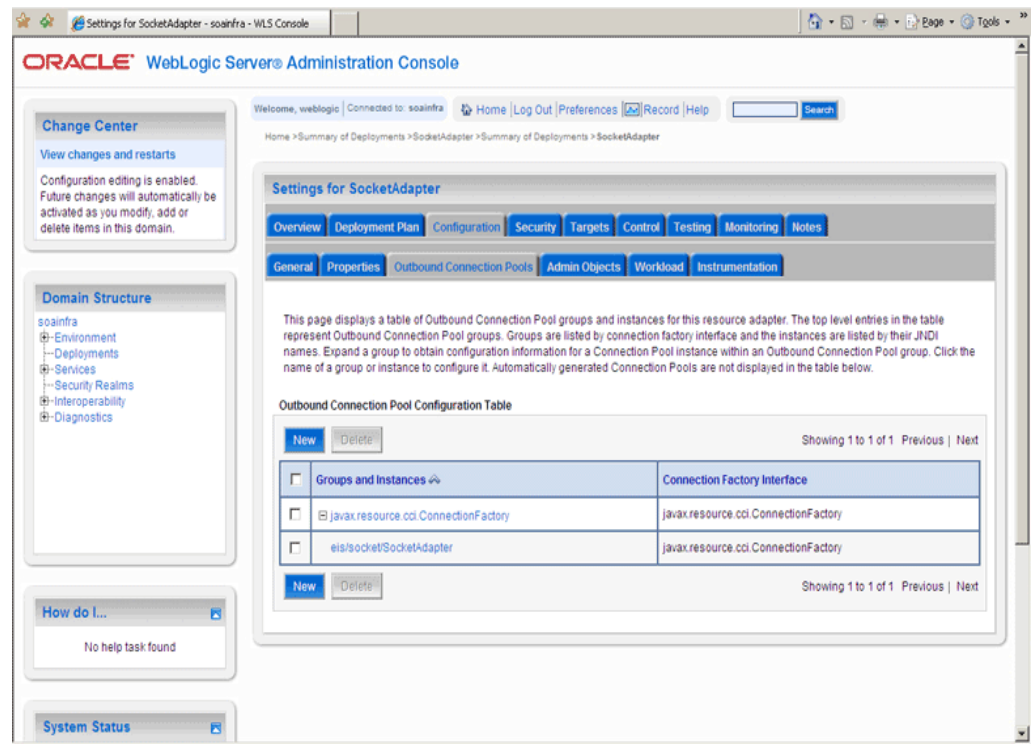 Settings for SocketAdapter - soainfra - WLS Console
Page
Tools
ORACLE WebLogic Server® Administration Console
Welcome, weblogic Connected to: soainfra Home Log Out Preferences Record Help Search
Home >Summary of Deployments >SocketAdapter >Summary of Deployments >SocketAdapter
Change Center
View changes and restarts
Configuration editing is enabled.
Future changes will automatically be
activated as you modify, add or
delete items in this domain.
Domain Structure
soainfra
Environment
Deployments
Services
Security Realms
Interoperability
Diagnostics
How do I...
No help task found
System Status
Settings for SocketAdapter
Overview Deployment Plan Configuration Security Targets Control Testing Monitoring Notes
General Properties Outbound Connection Pools Admin Objects Workload Instrumentation
This page displays a table of Outbound Connection Pool groups and instances for this resource adapter. The top level entries in the table
represent Outbound Connection Pool groups. Groups are listed by connection factory interface and the instances are listed by their JNDI
names. Expand a group to obtain configuration information for a Connection Pool instance within an Outbound Connection Pool group. Click the
name of a group or instance to configure it. Automatically generated Connection Pools are not displayed in the table below.
Outbound Connection Pool Configuration Table
New Delete Showing 1 to 1 of 1 Previous | Next
Groups and Instances Connection Factory Interface
javax.resource.cci.ConnectionFactory javax.resource.cci.ConnectionFactory
eis/socket/SocketAdapter javax.resource.cci.ConnectionFactory
New Delete Showing 1 to 1 of 1 Previous | Next